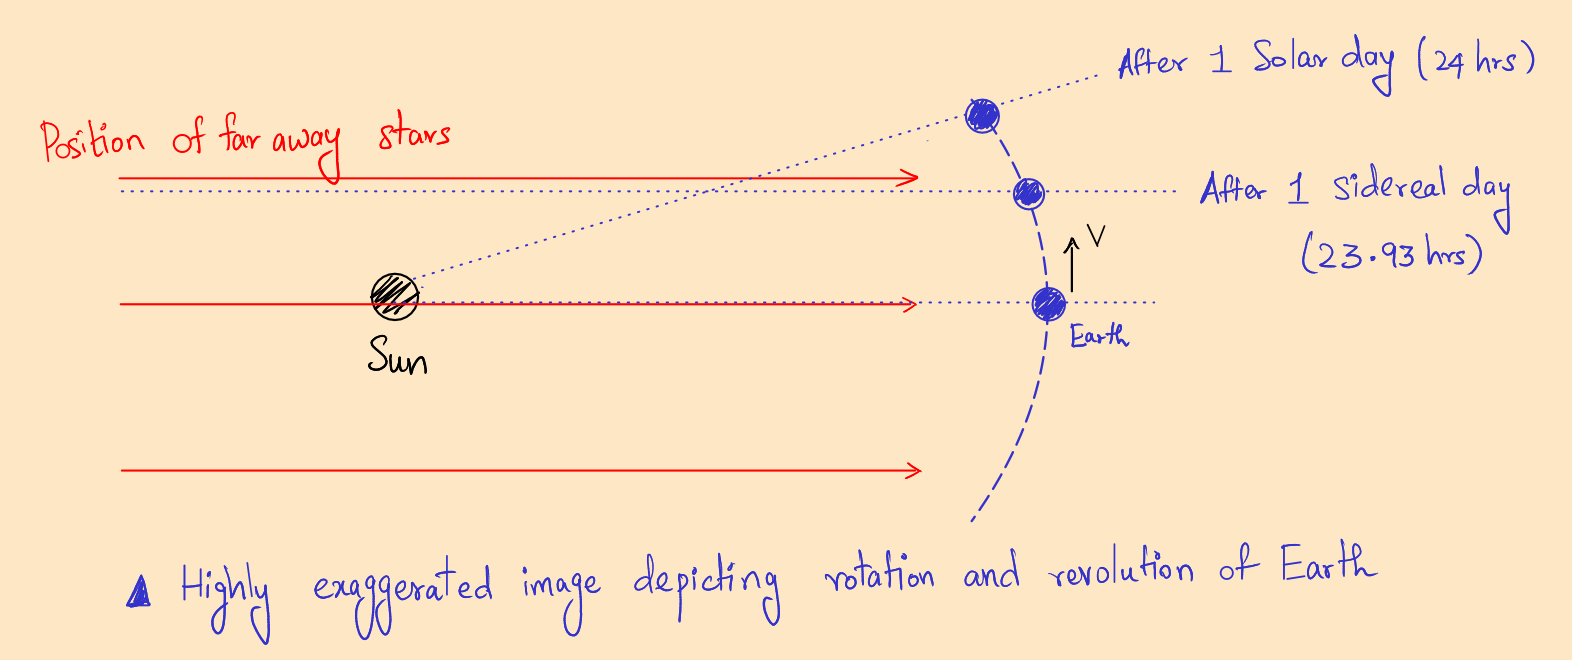 After 1 Solar day (24 hrs)
Position of far away stars
After 1 sidereal day
(23.93 hrs)
V
Earth
Sun
Highly exaggerated image depicting rotation and revolution of Earth